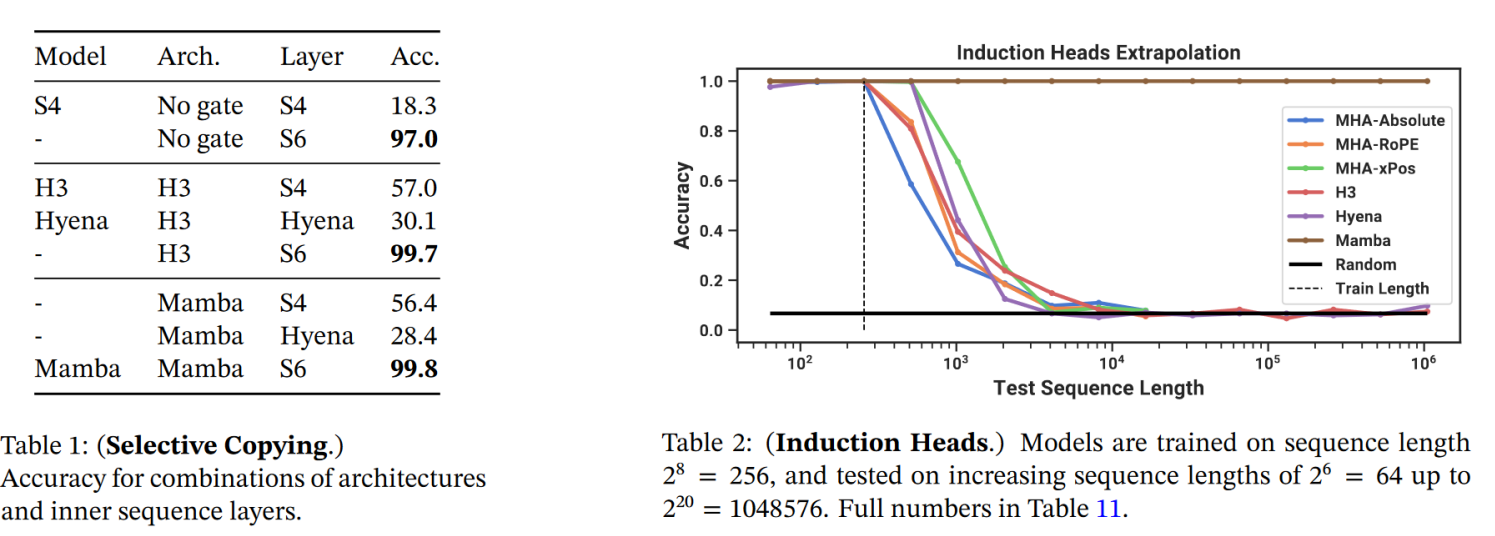 Model Arch. Layer Acc.
S4 No gate S4 18.3
- No gate S6 97.0
H3 H3 S4 57.0
Hyena H3 Hyena 30.1
- H3 S6 99.7
- Mamba S4 56.4
- Mamba Hyena 28.4
Mamba Mamba S6 99.8
Table 1: (Selective Copying.)
Accuracy for combinations of architectures
and inner sequence layers.
Induction Heads Extrapolation
Accuracy
1.0
0.8
0.6
0.4
0.2
0.0
MHA-Absolute
MHA-RoPE
MHA-xPos
H3
Hyena
Mamba
Random
Train Length
10² 10³ 10⁴ 10⁵ 10⁶
Test Sequence Length
Table 2: (Induction Heads.) Models are trained on sequence length
2⁸ = 256, and tested on increasing sequence lengths of 2⁶ = 64 up to
2²⁰ = 1048576. Full numbers in Table 11.